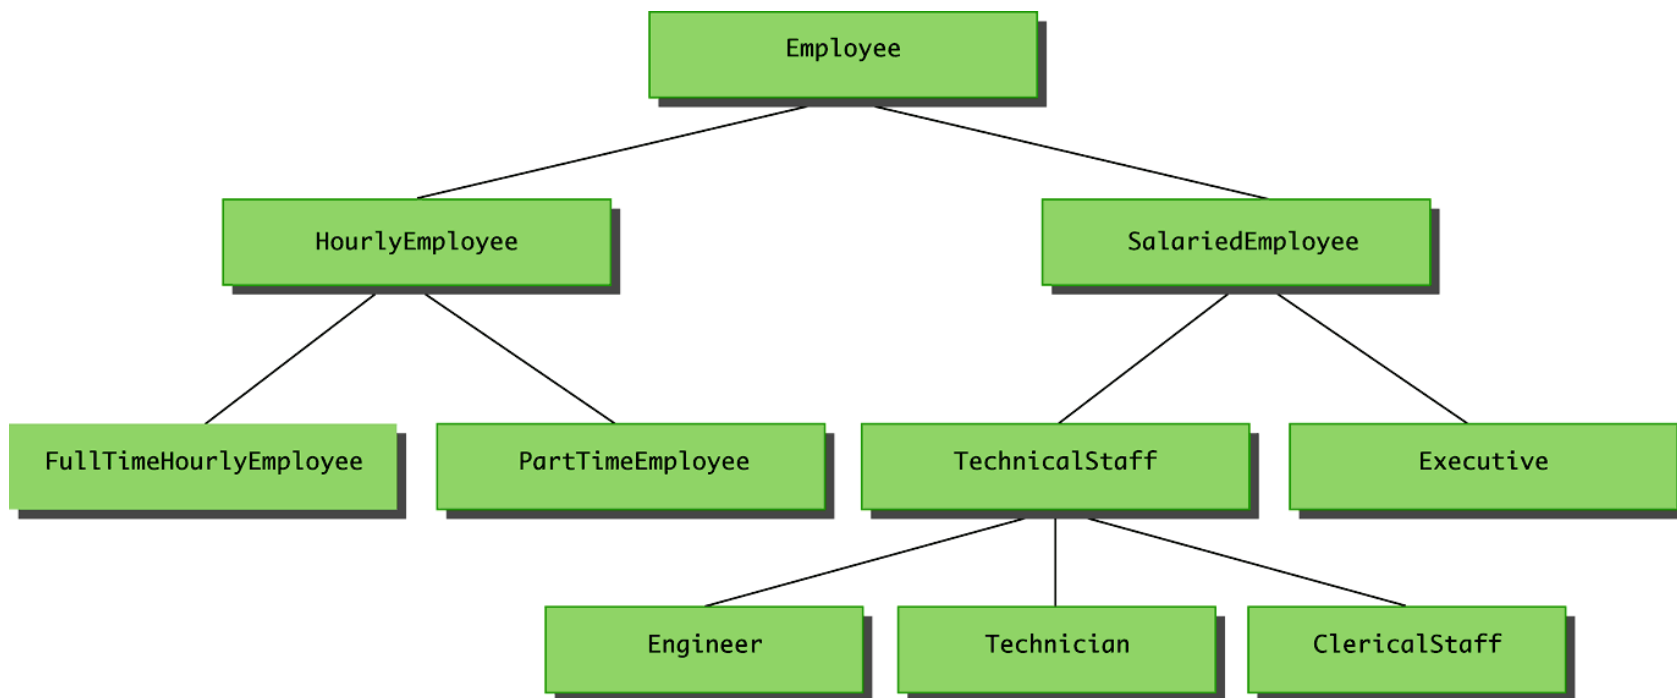 Employee
HourlyEmployee
SalariedEmployee
FullTimeHourlyEmployee
PartTimeEmployee
TechnicalStaff
Executive
Engineer
Technician
ClericalStaff